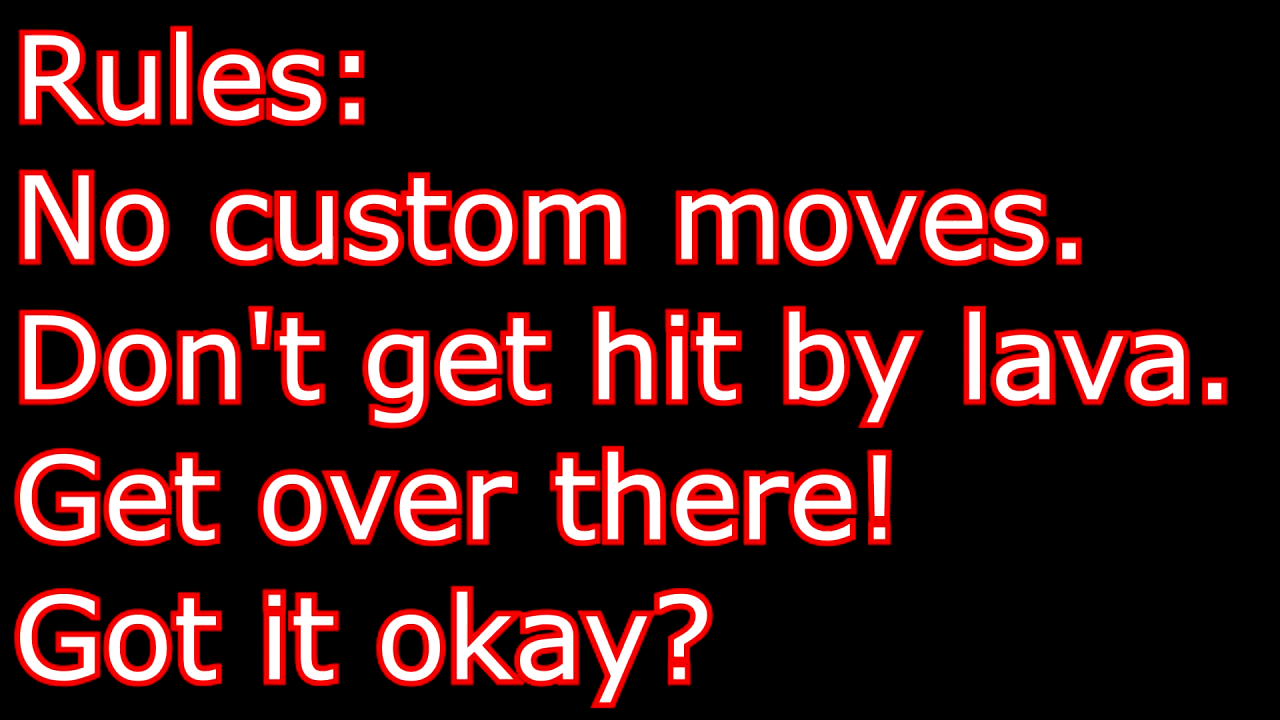 Rules:
No custom moves.
Don't get hit by lava.
Get over there!
Got it okay?